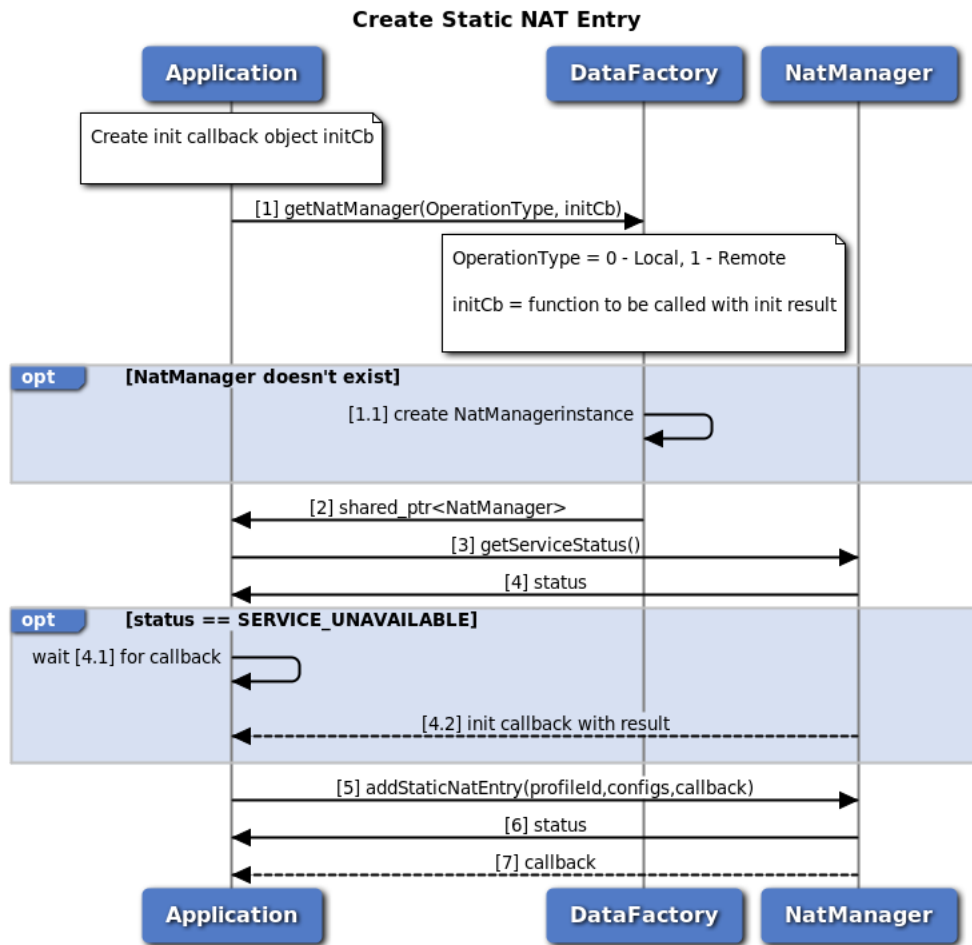 Create Static NAT Entry
Application
DataFactory
NatManager
Create init callback object initCb
[1] getNatManager(OperationType, initCb)
OperationType = 0 - Local, 1 - Remote
initCb = function to be called with init result
opt
[NatManager doesn't exist]
[1.1] create NatManagerinstance
[2] shared_ptr<NatManager>
[3] getServiceStatus()
[4] status
opt
[status == SERVICE_UNAVAILABLE]
wait [4.1] for callback
[4.2] init callback with result
[5] addStaticNatEntry(profileId,configs,callback)
[6] status
[7] callback
Application
DataFactory
NatManager